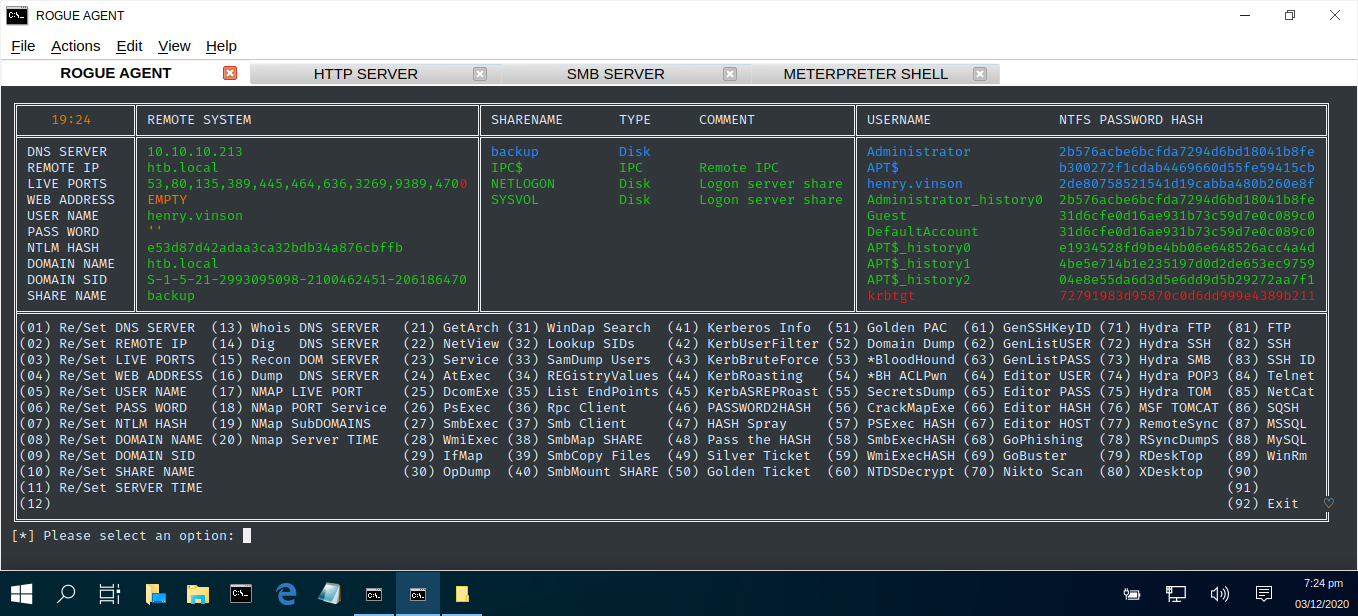 ROGUE AGENT
File Actions Edit View Help
ROGUE AGENT HTTP SERVER SMB SERVER METERPRETER SHELL
19:24 REMOTE SYSTEM SHARENAME TYPE COMMENT USERNAME NTFS PASSWORD HASH
DNS SERVER 10.10.10.213 backup Disk Administrator 2b576acbe6bcfda7294d6bd18041b8fe
REMOTE IP htb.local IPC$ IPC Remote IPC APT$ b300272f1cdab4469660d55fe59415cb
LIVE PORTS 53,80,135,389,445,464,636,3269,9389,4700 NETLOGON Disk Logon server share henry.vinson 2de80758521541d19cabba480b260e8f
WEB ADDRESS EMPTY SYSVOL Disk Logon server share Administrator_history0 2b576acbe6bcfda7294d6bd18041b8fe
USER NAME henry.vinson Guest 31d6cfe0d16ae931b73c59d7e0c089c0
PASS WORD '' DefaultAccount 31d6cfe0d16ae931b73c59d7e0c089c0
NTLM HASH e53d87d42adaa3ca32bdb34a876cbffb APT$_history0 e1934528fd9be4bb06e648526acc4a4d
DOMAIN NAME htb.local APT$_history1 4be5e714b1e235197d0d2de653ec9759
DOMAIN SID S-1-5-21-2993095098-2100462451-206186470 APT$_history2 04e8e55da6d3d5e6dd9d5b29272aa7f1
SHARE NAME backup krbtgt 72791983d95870c0d6dd999e4389b211
(01) Re/Set DNS SERVER (13) Whois DNS SERVER (21) GetArch (31) WinDap Search (41) Kerberos Info (51) Golden PAC (61) GenSSHKeyID (71) Hydra FTP (81) FTP
(02) Re/Set REMOTE IP (14) Dig DNS SERVER (22) NetView (32) Lookup SIDs (42) KerbUserFilter (52) Domain Dump (62) GenListUSER (72) Hydra SSH (82) SSH
(03) Re/Set LIVE PORTS (15) Recon DOM SERVER (23) Service (33) SamDump Users (43) KerbBruteForce (53) *BloodHound (63) GenListPASS (73) Hydra SMB (83) SSH ID
(04) Re/Set WEB ADDRESS (16) Dump DNS SERVER (24) AtExec (34) REGistryValues (44) KerbRoasting (54) *BH ACLPwn (64) Editor USER (74) Hydra POP3 (84) Telnet
(05) Re/Set USER NAME (17) NMAP LIVE PORT (25) DcomExe (35) List EndPoints (45) KerbASREPRoast (55) SecretsDump (65) Editor PASS (75) Hydra TOM (85) NetCat
(06) Re/Set PASS WORD (18) NMap PORT Service (26) PsExec (36) Rpc Client (46) PASSWORD2HASH (56) CrackMapExe (66) Editor HASH (76) MSF TOMCAT (86) SQSH
(07) Re/Set NTLM HASH (19) NMap SubDOMAINS (27) SmbExec (37) Smb Client (47) HASH Spray (57) PSExec HASH (67) Editor HOST (77) RemoteSync (87) MSSQL
(08) Re/Set DOMAIN NAME (20) Nmap Server TIME (28) WmiExec (38) SmbMap SHARE (48) Pass the HASH (58) SmbExecHASH (68) GoPhishing (78) RSyncDumpS (88) MySQL
(09) Re/Set DOMAIN SID (29) IfMap (39) SmbCopy Files (49) Silver Ticket (59) WmiExecHASH (69) GoBuster (79) RDeskTop (89) WinRm
(10) Re/Set SHARE NAME (30) OpDump (40) SmbMount SHARE (50) Golden Ticket (60) NTDSDecrypt (70) Nikto Scan (80) XDesktop (90)
(11) Re/Set SERVER TIME (91)
(12) (92) Exit
[*] Please select an option:
7:24 pm
03/12/2020